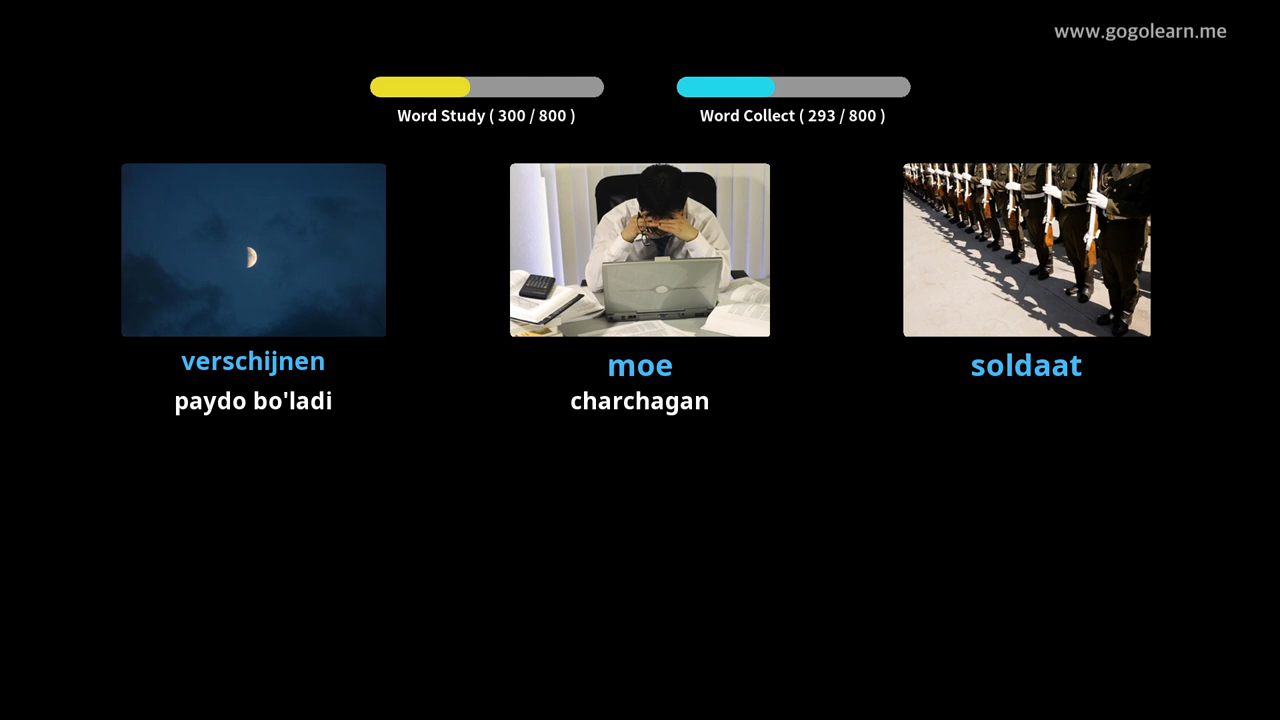 www.gogolearn.me
Word Study ( 300 / 800 )
Word Collect ( 293 / 800 )
verschijnen
paydo bo'ladi
moe
charchagan
soldaat